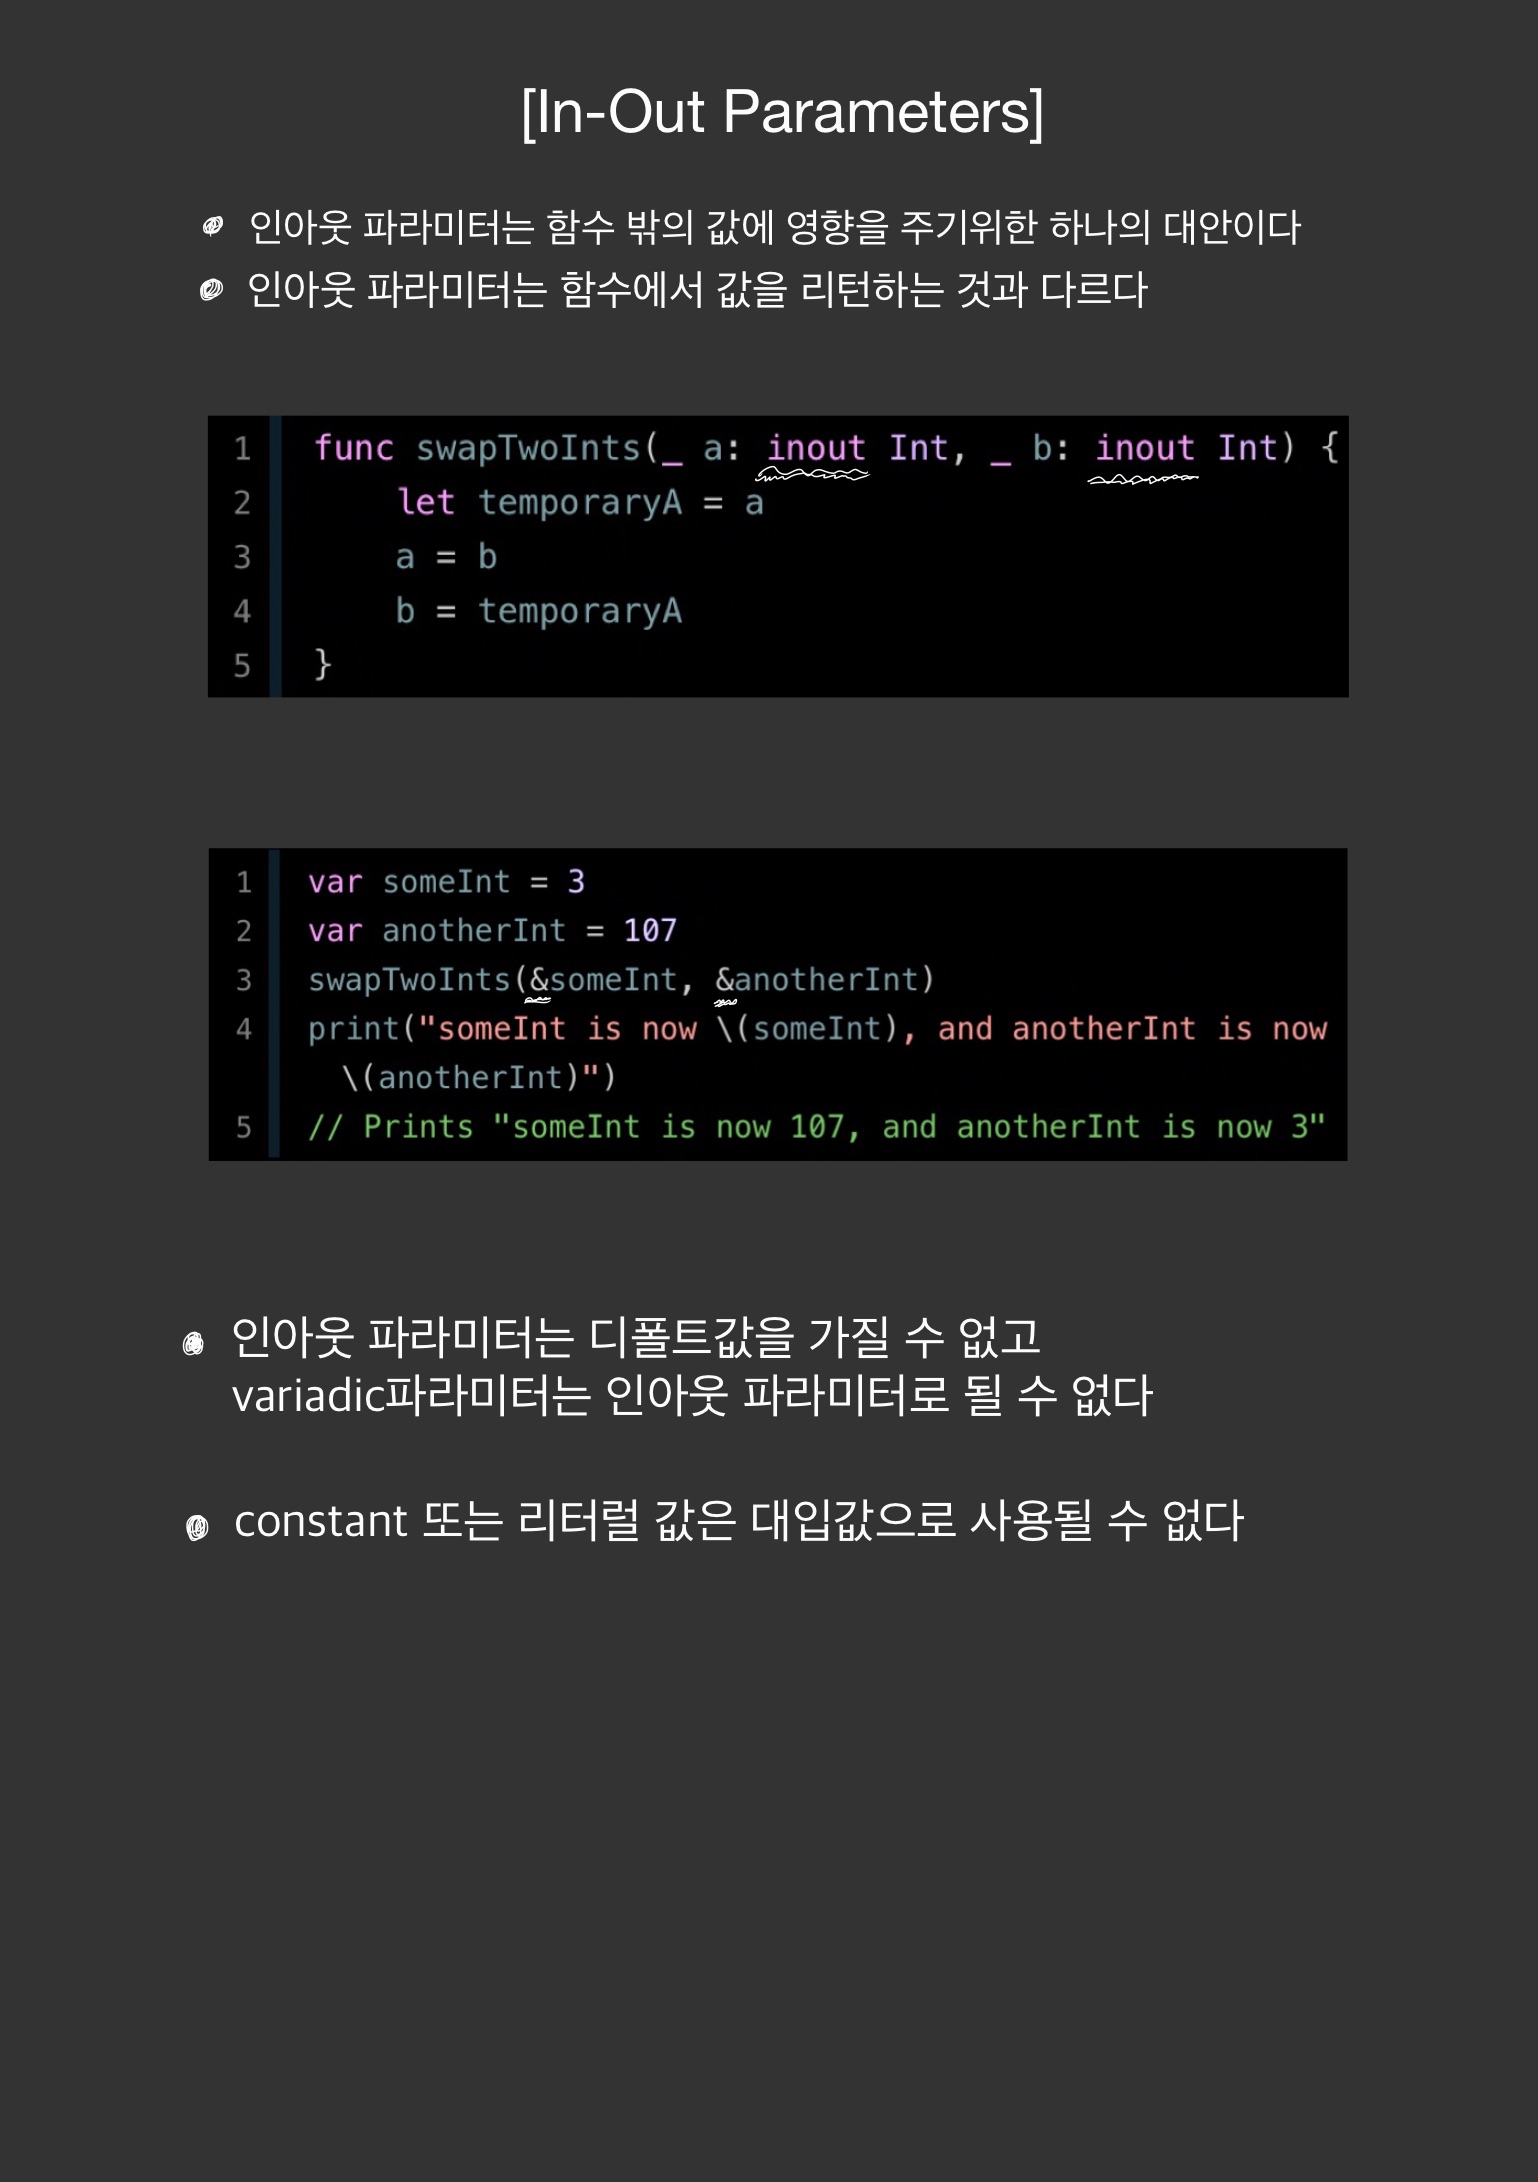 [In-Out Parameters]
인아웃 파라미터는 함수 밖의 값에 영향을 주기위한 하나의 대안이다
인아웃 파라미터는 함수에서 값을 리턴하는 것과 다르다
1 func swapTwoInts(_ a: inout Int, _ b: inout Int) {
2     let temporaryA = a
3     a = b
4     b = temporaryA
5 }
1 var someInt = 3
2 var anotherInt = 107
3 swapTwoInts(&someInt, &anotherInt)
4 print("someInt is now \(someInt), and anotherInt is now
\(anotherInt)")
5 // Prints "someInt is now 107, and anotherInt is now 3"
인아웃 파라미터는 디폴트값을 가질 수 없고
variadic파라미터는 인아웃 파라미터로 될 수 없다
constant 또는 리터럴 값은 대입값으로 사용될 수 없다